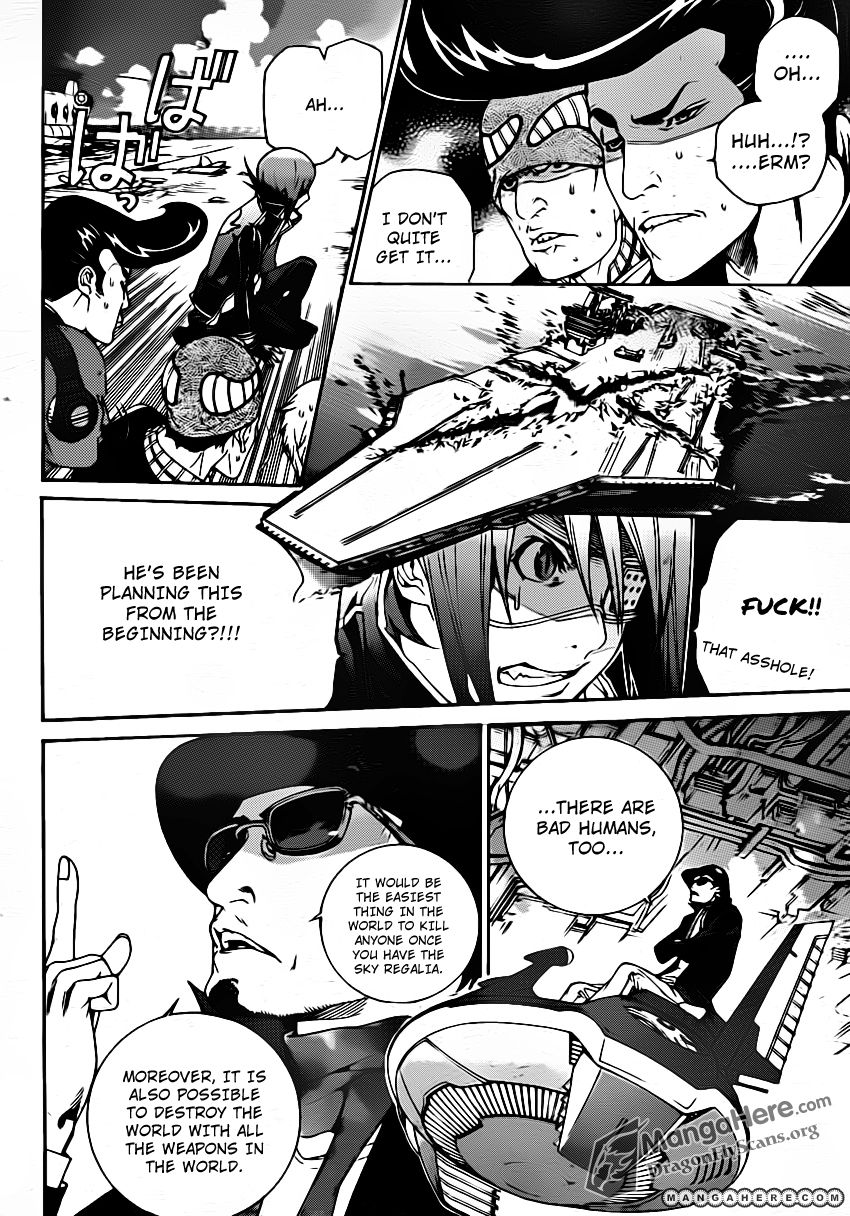 ....
OH...
HUH...!?
....ERM?
I DON'T
QUITE
GET IT...
AH...
ばばばばっ
HE'S BEEN
PLANNING THIS
FROM THE
BEGINNING?!!!
FUCK!!
THAT ASSHOLE!
...THERE ARE
BAD HUMANS,
TOO...
IT WOULD BE
THE EASIEST
THING IN THE
WORLD TO KILL
ANYONE ONCE
YOU HAVE THE
SKY REGALIA.
MOREOVER, IT IS
ALSO POSSIBLE
TO DESTROY THE
WORLD WITH ALL
THE WEAPONS
IN THE WORLD.
MangaHere.com
DragonFlyScans.org
MANGAHERE.COM